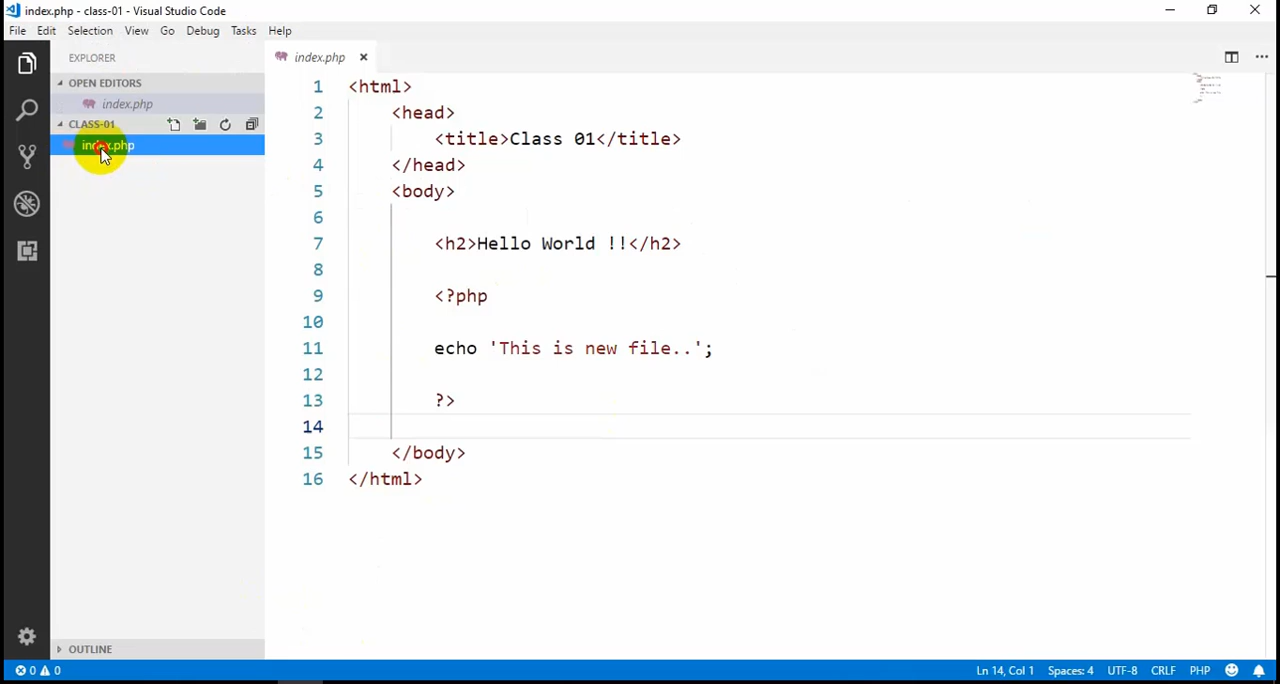 index.php - class-01 - Visual Studio Code
File Edit Selection View Go Debug Tasks Help
EXPLORER
OPEN EDITORS
index.php
CLASS-01
index.php
index.php
1 <html>
2 <head>
3 <title>Class 01</title>
4 </head>
5 <body>
6
7 <h2>Hello World !!</h2>
8
9 <?php
10
11 echo 'This is new file..';
12
13 ?>
14
15 </body>
16 </html>
OUTLINE
0 0 Ln 14, Col 1 Spaces: 4 UTF-8 CRLF PHP